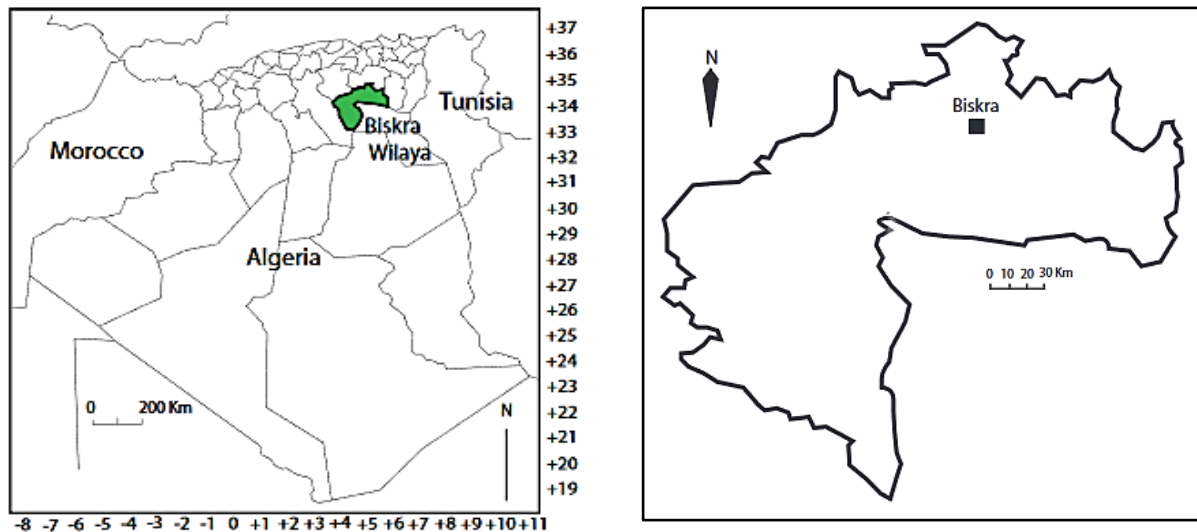 +37
+36
+35
+34
+33
+32
+31
+30
+29
+28
+27
+26
+25
+24
+23
+22
+21
+20
+19
Tunisia
Biskra
Wilaya
Morocco
Algeria
0 200 Km
N
-8 -7 -6 -5 -4 -3 -2 -1 0 +1 +2 +3 +4 +5 +6 +7 +8 +9 +10 +11
N
Biskra
0 10 20 30 Km